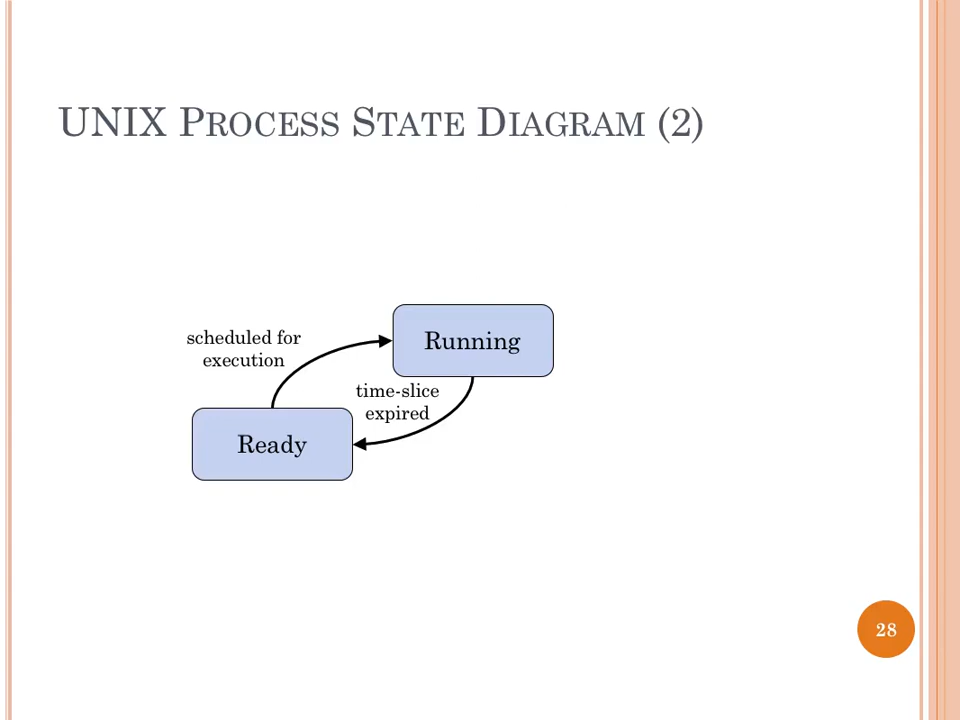 UNIX PROCESS STATE DIAGRAM (2)
scheduled for
execution
Running
time-slice
expired
Ready
28